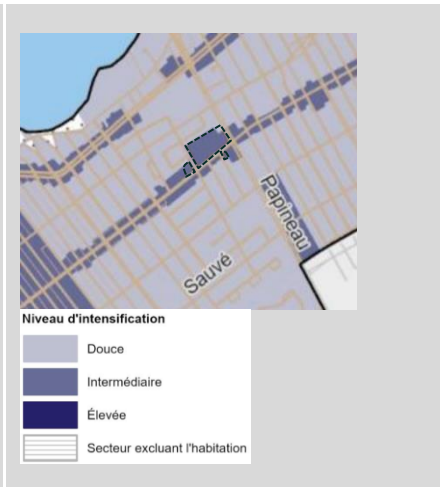 Papineau
Sauvé
Niveau d'intensification
Douce
Intermédiaire
Élevée
Secteur excluant l'habitation